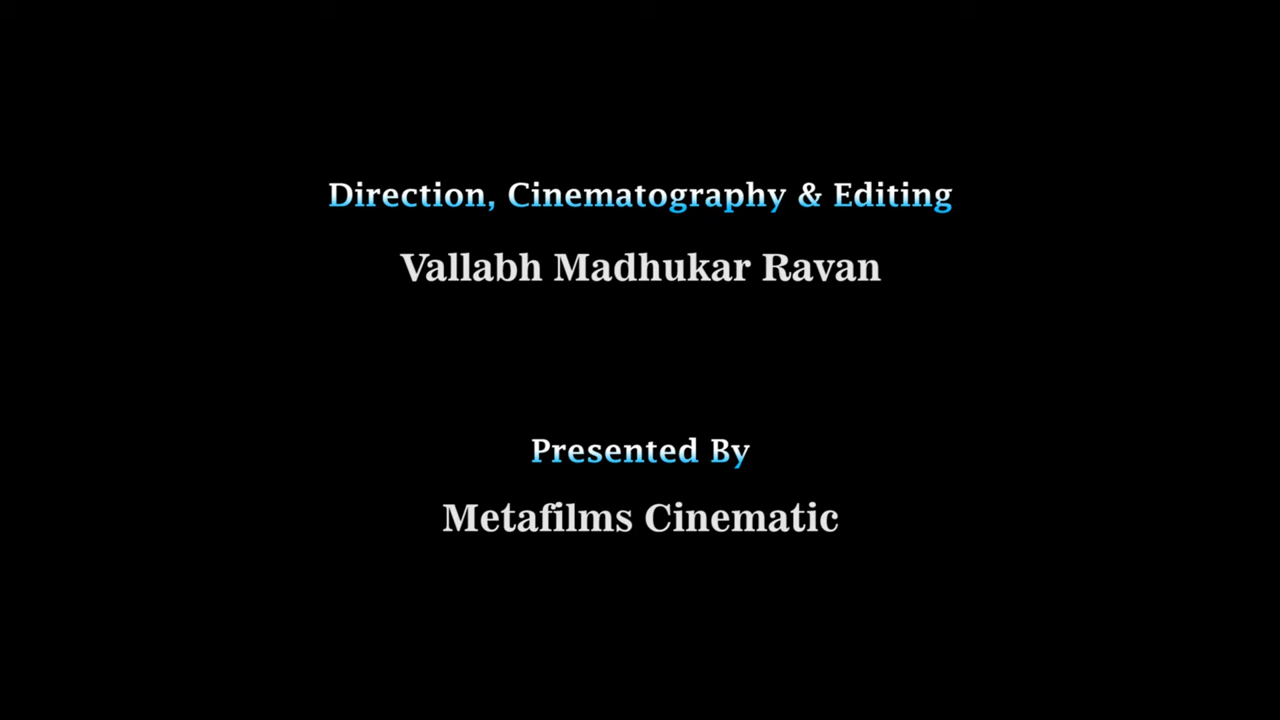 Direction, Cinematography & Editing
Vallabh Madhukar Ravan
Presented By
Metafilms Cinematic